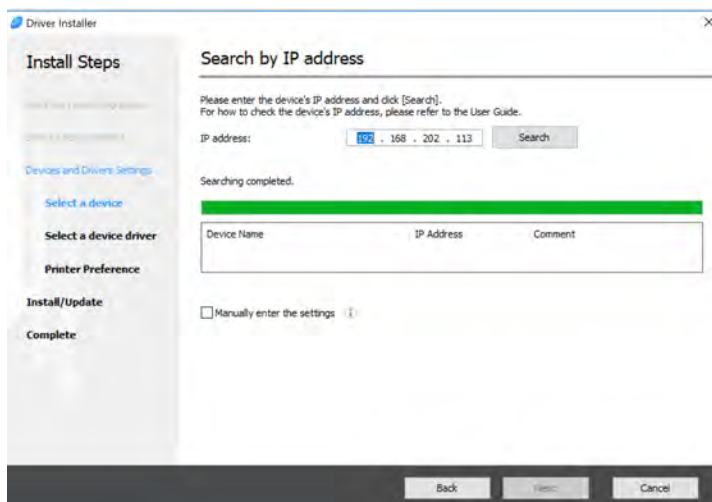 Driver Installer
Install Steps
Devices and Drivers Settings
Select a device
Select a device driver
Printer Preference
Install/Update
Complete
Search by IP address
Please enter the device's IP address and click [Search].
For how to check the device's IP address, please refer to the User Guide.
IP address: 192 . 168 . 202 . 113 Search
Searching completed.
Device Name IP Address Comment
Manually enter the settings
Back Next Cancel